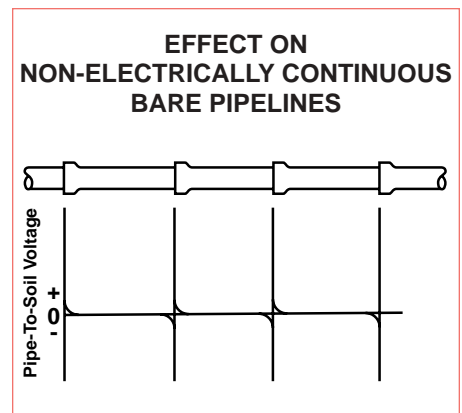 EFFECT ON
NON-ELECTRICALLY CONTINUOUS
BARE PIPELINES
Pipe-To-Soil Voltage
+
0
-